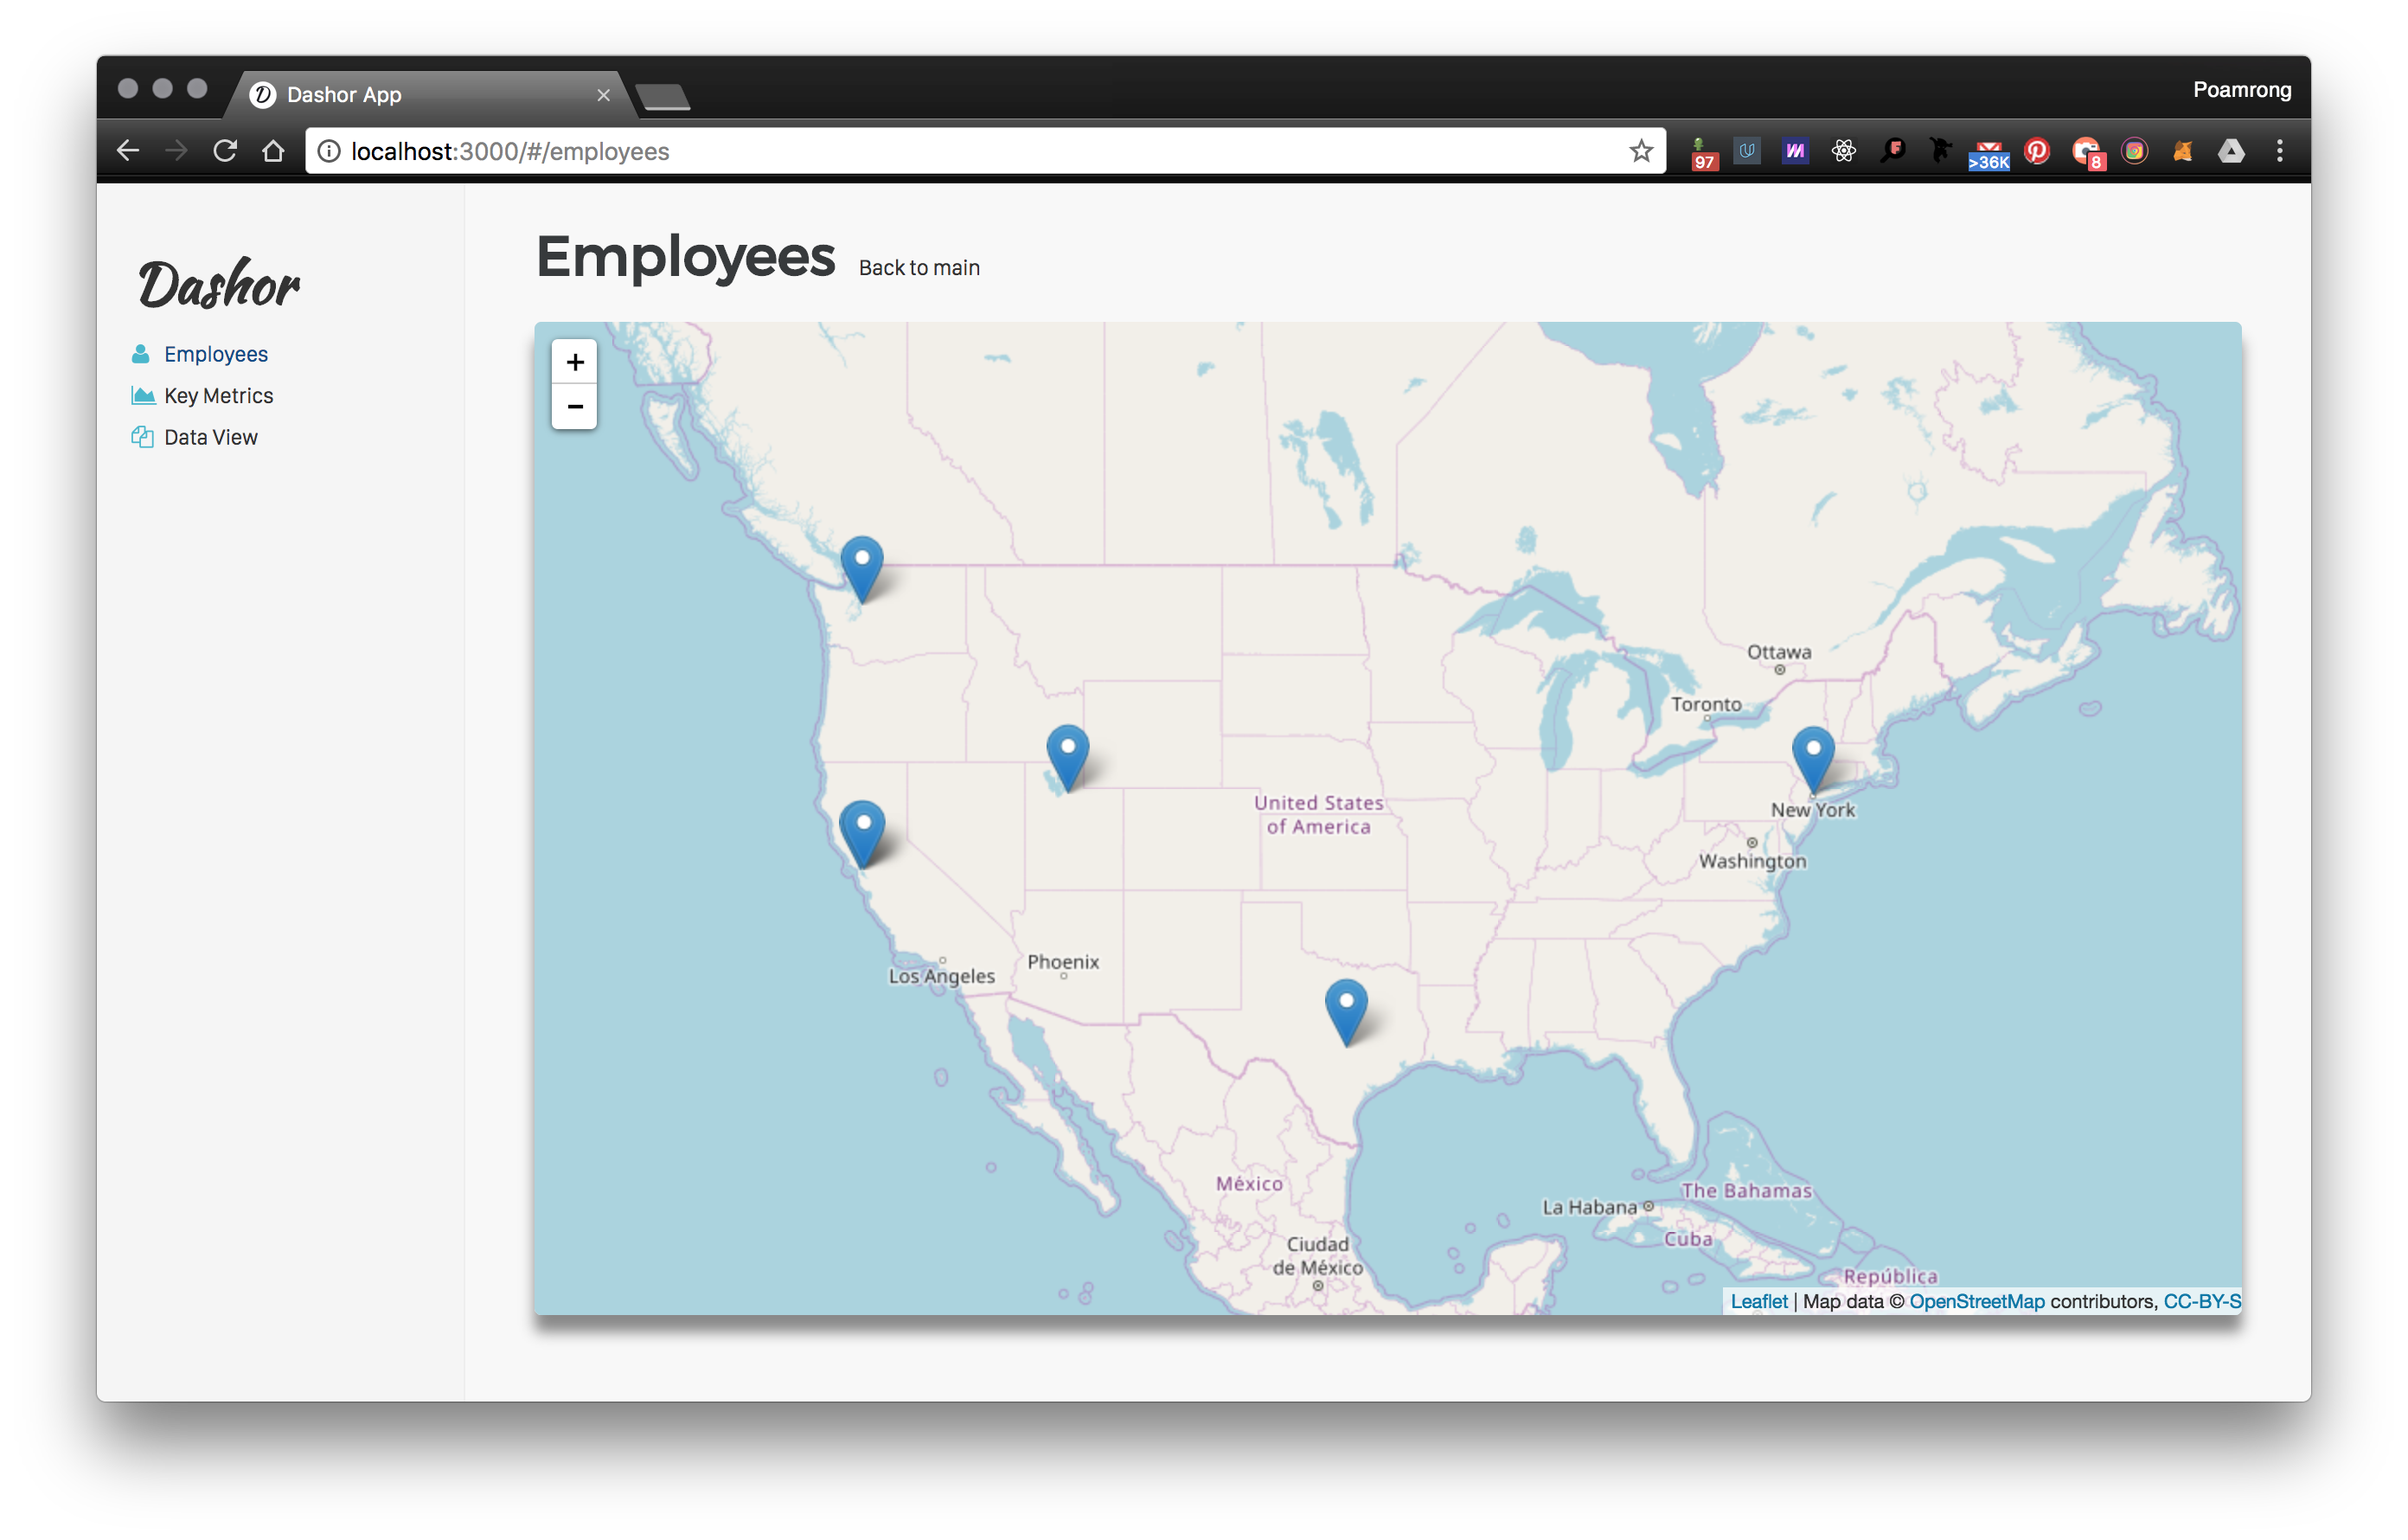 Dashor App
Poamrong
localhost:3000/#/employees
97
>36K
8
Dashor
Employees
Key Metrics
Data View
Employees
Back to main
+
−
Ottawa
Toronto
United States
of America
New York
Washington
Phoenix
Los Angeles
México
The Bahamas
La Habana
Cuba
Ciudad
de México
República
Leaflet | Map data © OpenStreetMap contributors, CC-BY-S